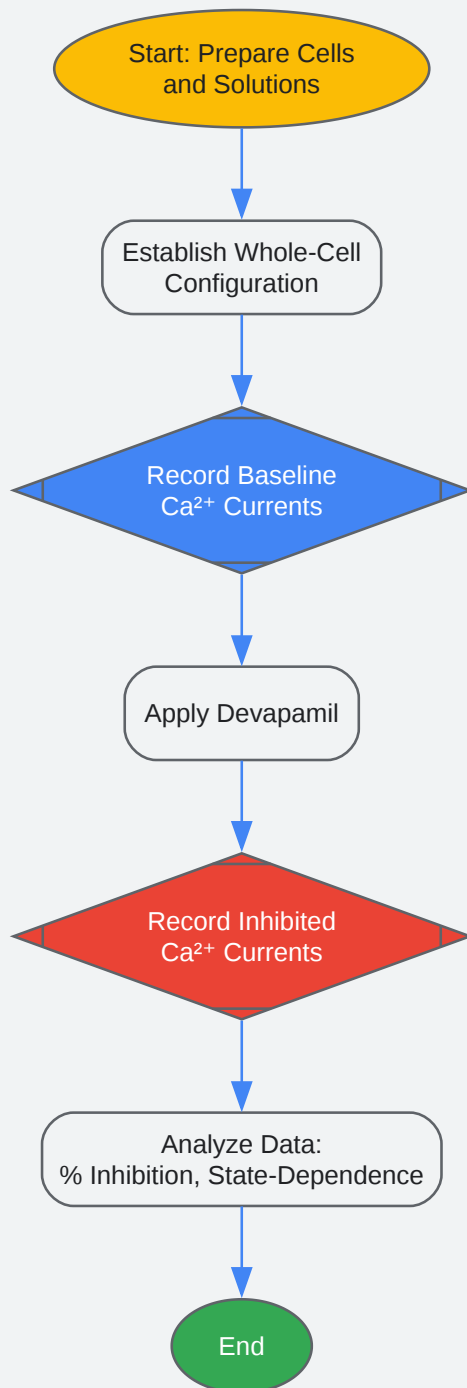 Start: Prepare Cells
and Solutions
Establish Whole-Cell
Configuration
Record Baseline
Ca²⁺ Currents
Apply Devapamil
Record Inhibited
Ca²⁺ Currents
Analyze Data:
% Inhibition, State-Dependence
End